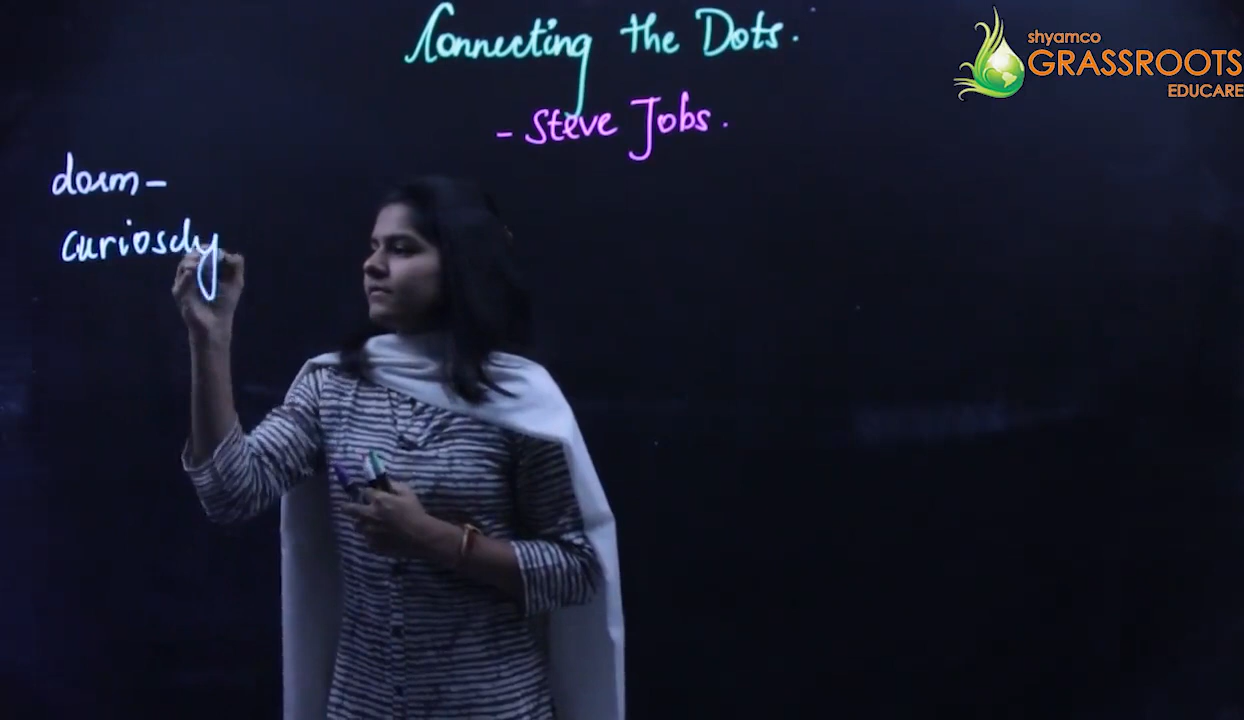 Connecting the Dots.
- Steve Jobs.
shyamco
GRASSROOTS
EDUCARE
dorm -
curiosity